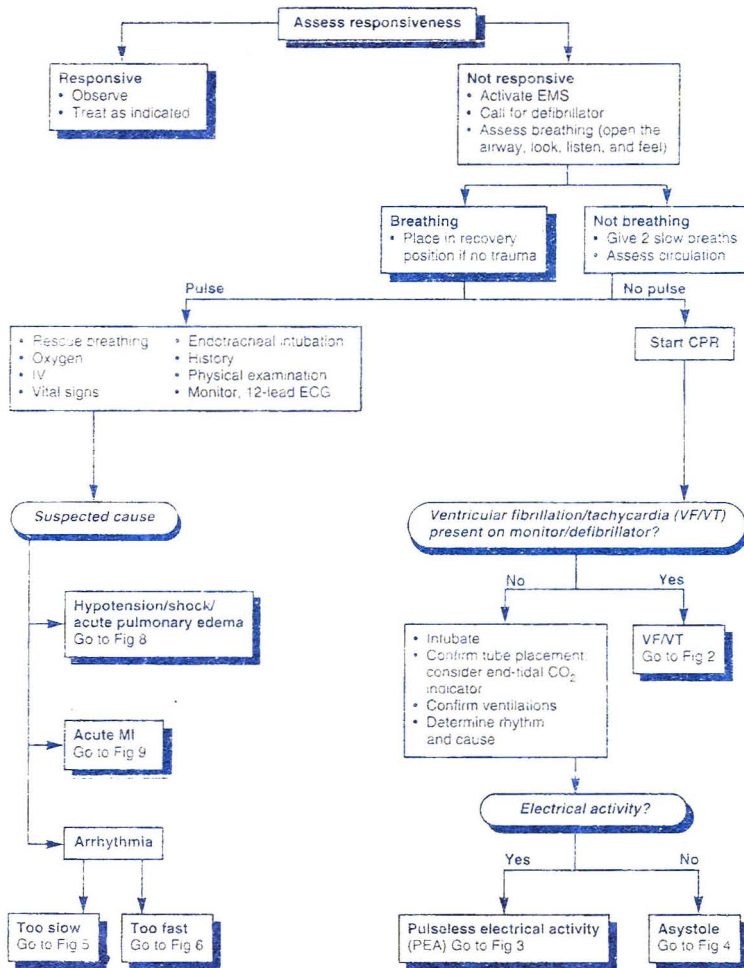 Assess responsiveness
Responsive
• Observe
• Treat as indicated
Not responsive
• Activate EMS
• Call for defibrillator
• Assess breathing (open the
airway, look, listen, and feel)
Breathing
• Place in recovery
position if no trauma
Not breathing
• Give 2 slow breaths
• Assess circulation
Pulse
No pulse
• Rescue breathing
• Oxygen
• IV
• Vital signs
• Endotracheal intubation
• History
• Physical examination
• Monitor, 12-lead ECG
Start CPR
Suspected cause
Ventricular fibrillation/tachycardia (VF/VT)
present on monitor/defibrillator?
No
Yes
Hypotension/shock/
acute pulmonary edema
Go to Fig 8
• Intubate
• Confirm tube placement,
consider end-tidal CO₂
indicator
• Confirm ventilations
• Determine rhythm
and cause
VF/VT
Go to Fig 2
Acute MI
Go to Fig 9
Electrical activity?
Arrhythmia
Yes
No
Too slow
Go to Fig 5
Too fast
Go to Fig 6
Pulseless electrical activity
(PEA) Go to Fig 3
Asystole
Go to Fig 4